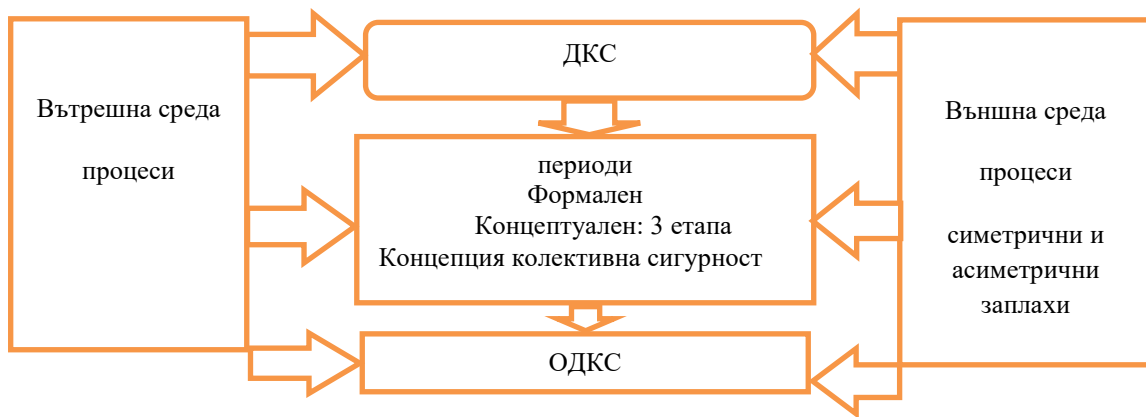 Вътрешна среда
процеси
ДКС
периоди
Формален
Концептуален: 3 етапа
Концепция колективна сигурност
ОДКС
Външна среда
процеси
симетрични и
асиметрични
заплахи